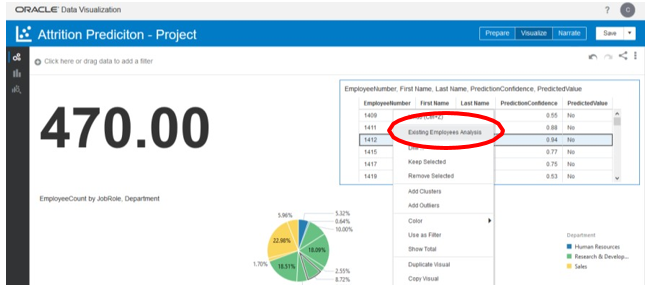 ORACLE Data Visualization
? C
Attrition Prediciton - Project
Prepare Visualize Narrate Save
Click here or drag data to add a filter
470.00
EmployeeNumber, First Name, Last Name, PredictionConfidence, PredictedValue
EmployeeNumber First Name Last Name PredictionConfidence PredictedValue
1409 0.55 No
1411 0.88 No
1412 0.94 No
1415 0.77 No
1417 0.75 No
1419 0.53 No
(Ctrl+Z)
Existing Employees Analysis
Keep Selected
Remove Selected
Add Clusters
Add Outliers
Color
Use as Filter
Show Total
Duplicate Visual
Copy Visual
EmployeeCount by JobRole, Department
5.96%
5.32%
0.64%
10.00%
22.98%
18.09%
1.70%
18.51%
2.55%
8.72%
Department
Human Resources
Research & Develop...
Sales